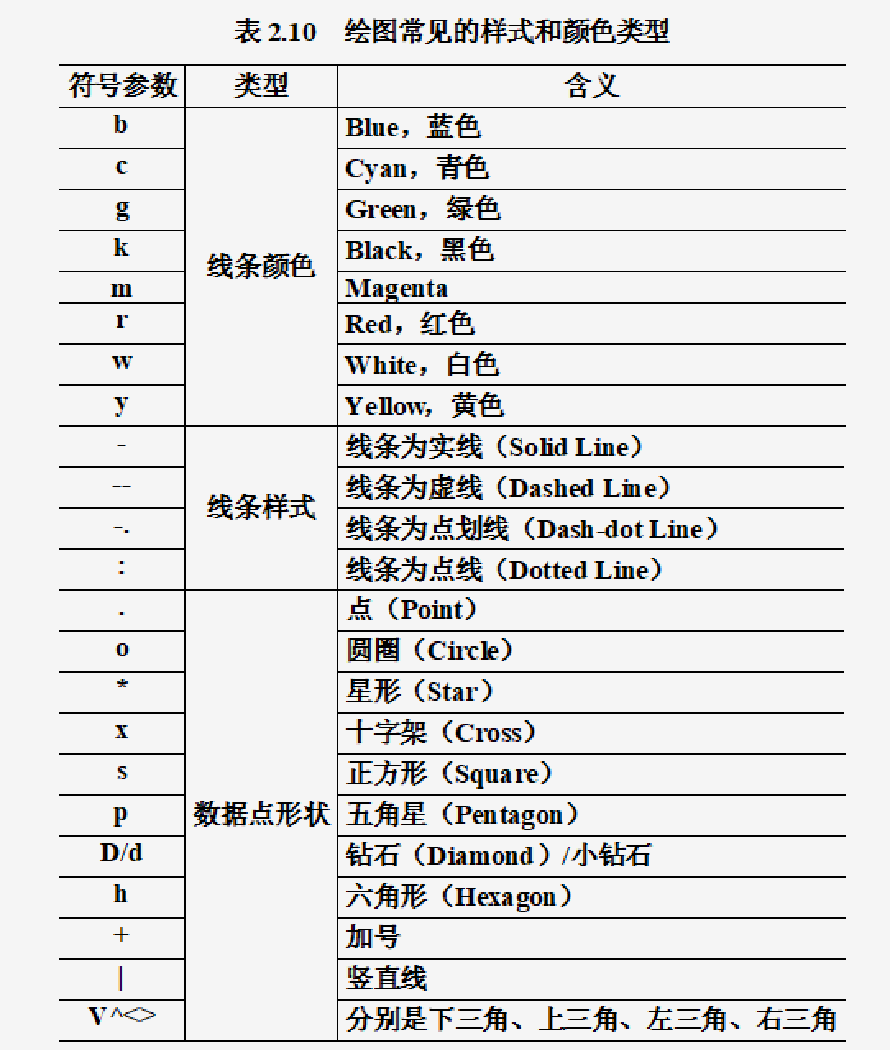 表 2.10 绘图常见的样式和颜色类型
符号参数 类型 含义
b Blue，蓝色
c Cyan，青色
g Green，绿色
k Black，黑色
线条颜色
m Magenta
r Red，红色
w White，白色
y Yellow，黄色
- 线条为实线（Solid Line）
-- 线条为虚线（Dashed Line）
线条样式
-. 线条为点划线（Dash-dot Line）
: 线条为点线（Dotted Line）
. 点（Point）
o 圆圈（Circle）
* 星形（Star）
x 十字架（Cross）
s 正方形（Square）
p 数据点形状 五角星（Pentagon）
D/d 钻石（Diamond）/小钻石
h 六角形（Hexagon）
+ 加号
| 竖直线
V^<> 分别是下三角、上三角、左三角、右三角